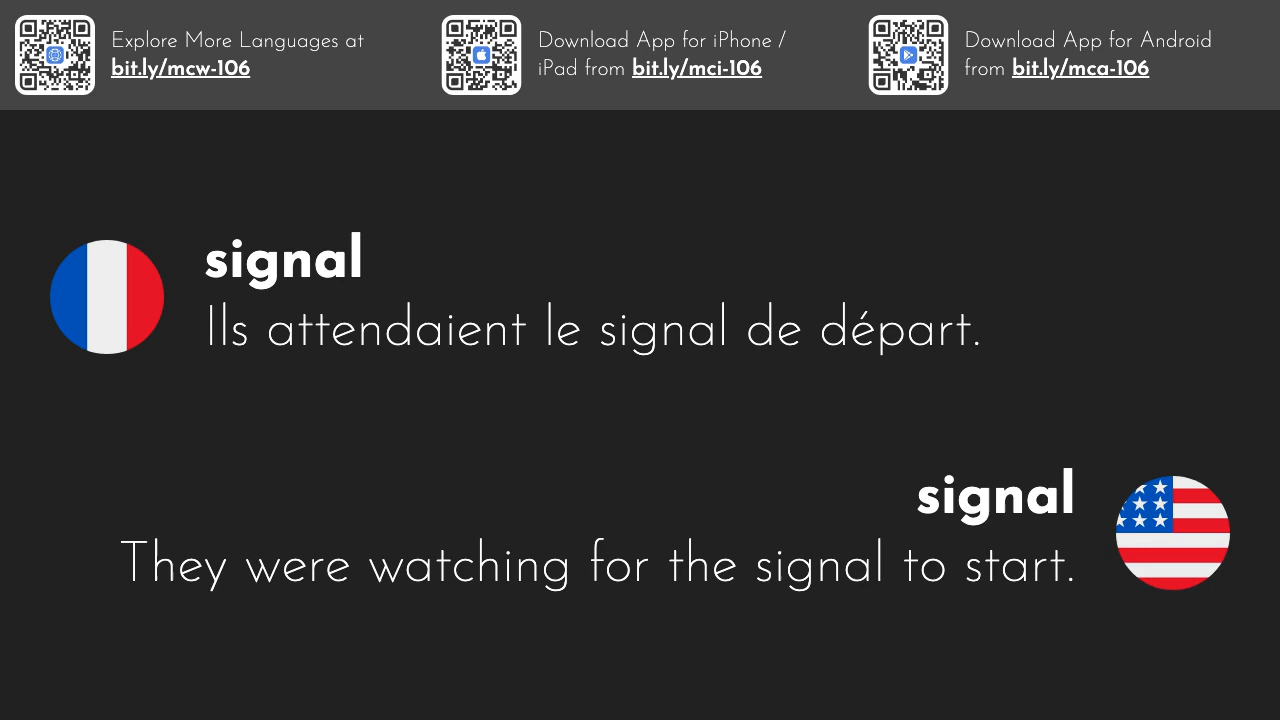 Explore More Languages at
bit.ly/mcw-106
Download App for iPhone /
iPad from bit.ly/mci-106
Download App for Android
from bit.ly/mca-106
signal
Ils attendaient le signal de départ.
signal
They were watching for the signal to start.